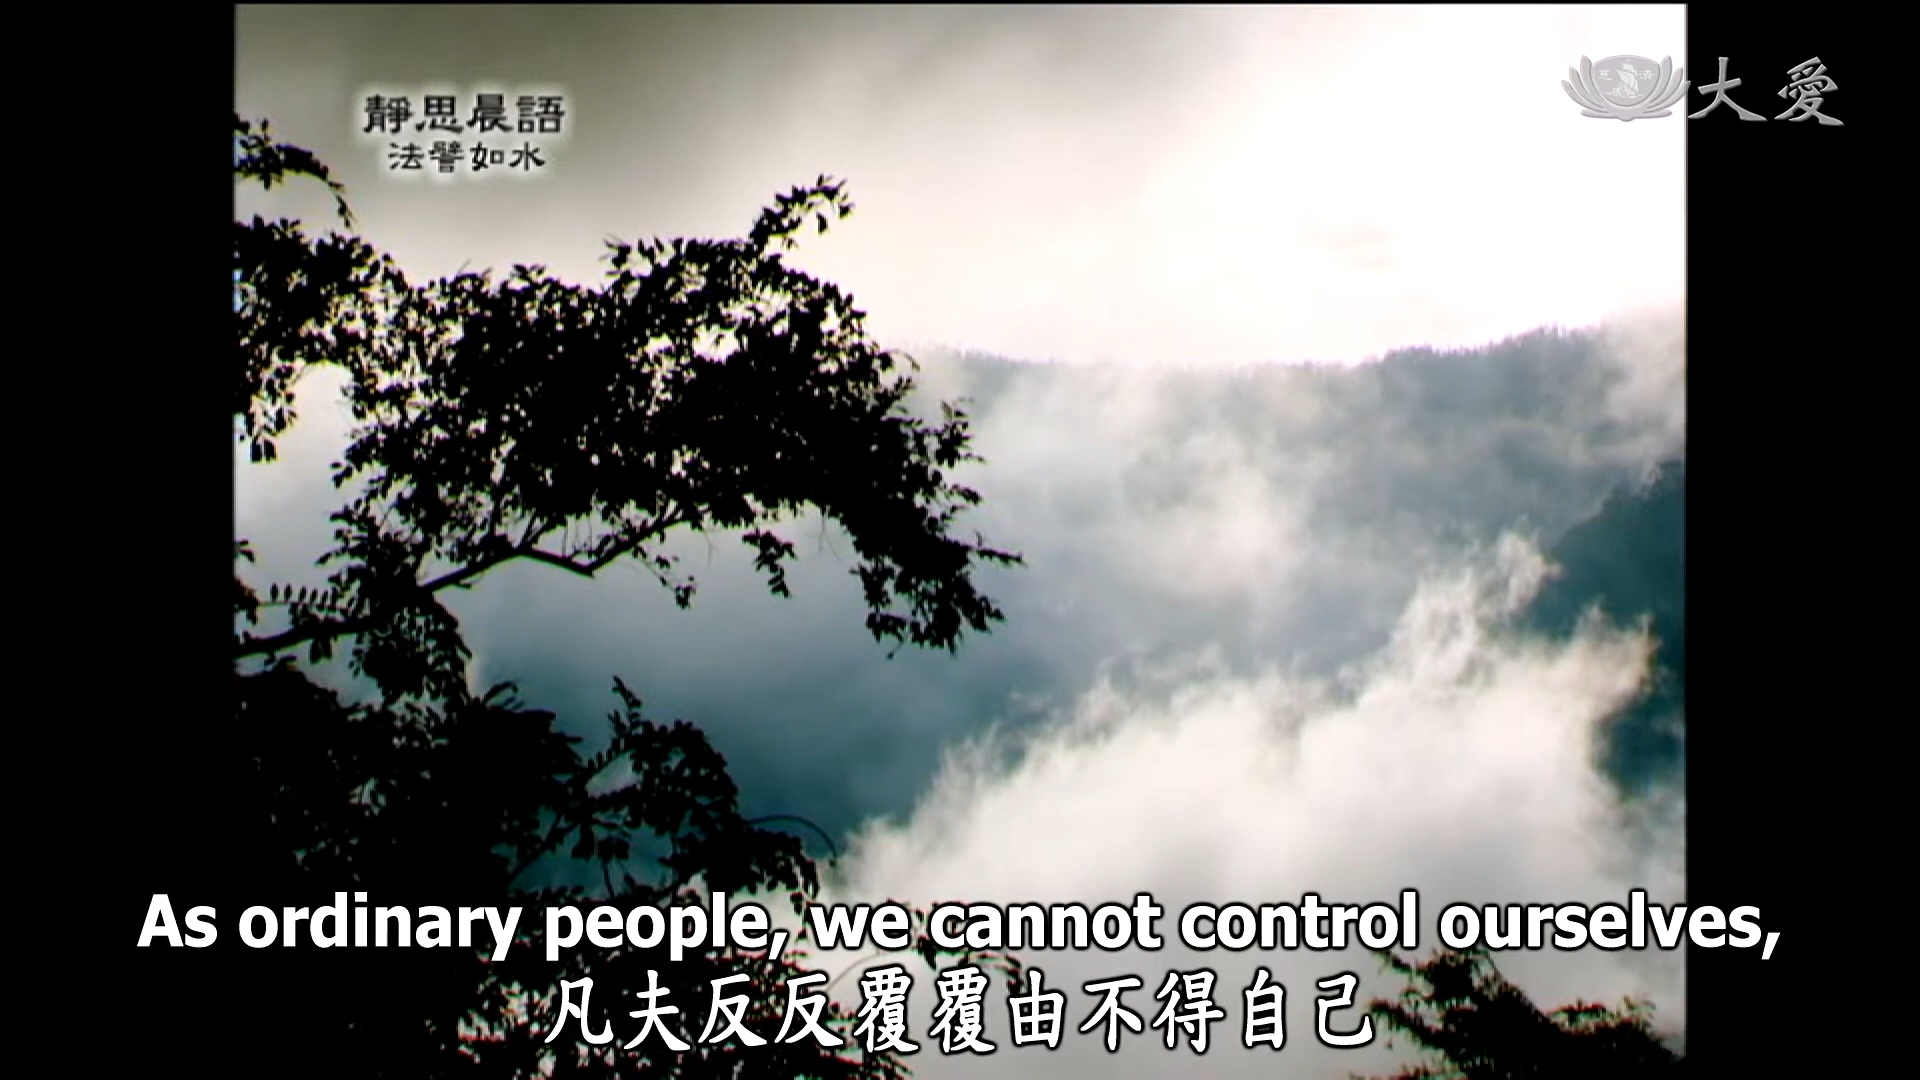 靜思晨語
法譬如水
大愛
As ordinary people, we cannot control ourselves,
凡夫反反覆覆由不得自己